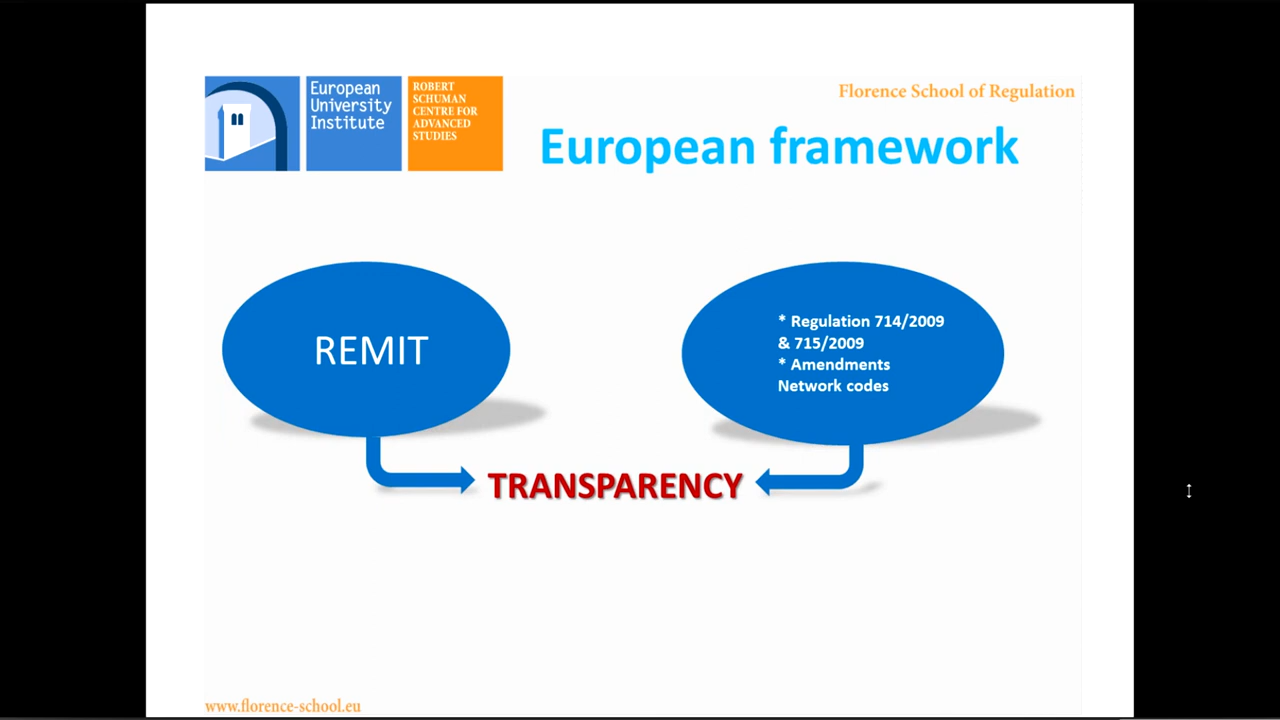 European
University
Institute
ROBERT
SCHUMAN
CENTRE FOR
ADVANCED
STUDIES
Florence School of Regulation
European framework
REMIT
* Regulation 714/2009
& 715/2009
* Amendments
Network codes
TRANSPARENCY
www.florence-school.eu